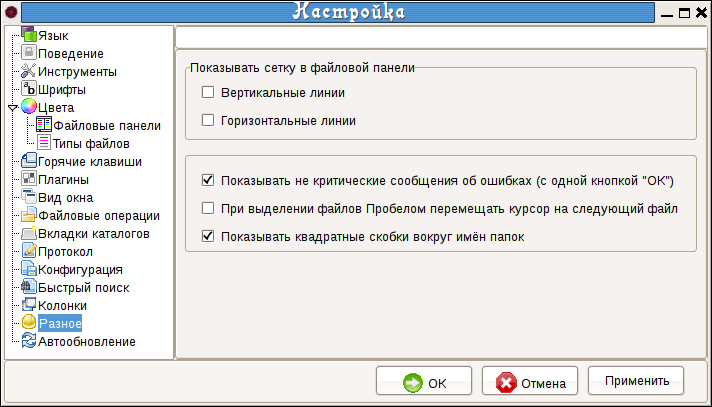 Настройка
Язык
Поведение
Инструменты
Шрифты
Цвета
Файловые панели
Типы файлов
Горячие клавиши
Плагины
Вид окна
Файловые операции
Вкладки каталогов
Протокол
Конфигурация
Быстрый поиск
Колонки
Разное
Автообновление
Показывать сетку в файловой панели
Вертикальные линии
Горизонтальные линии
Показывать не критические сообщения об ошибках (с одной кнопкой "ОК")
При выделении файлов Пробелом перемещать курсор на следующий файл
Показывать квадратные скобки вокруг имён папок
ОК
Отмена
Применить